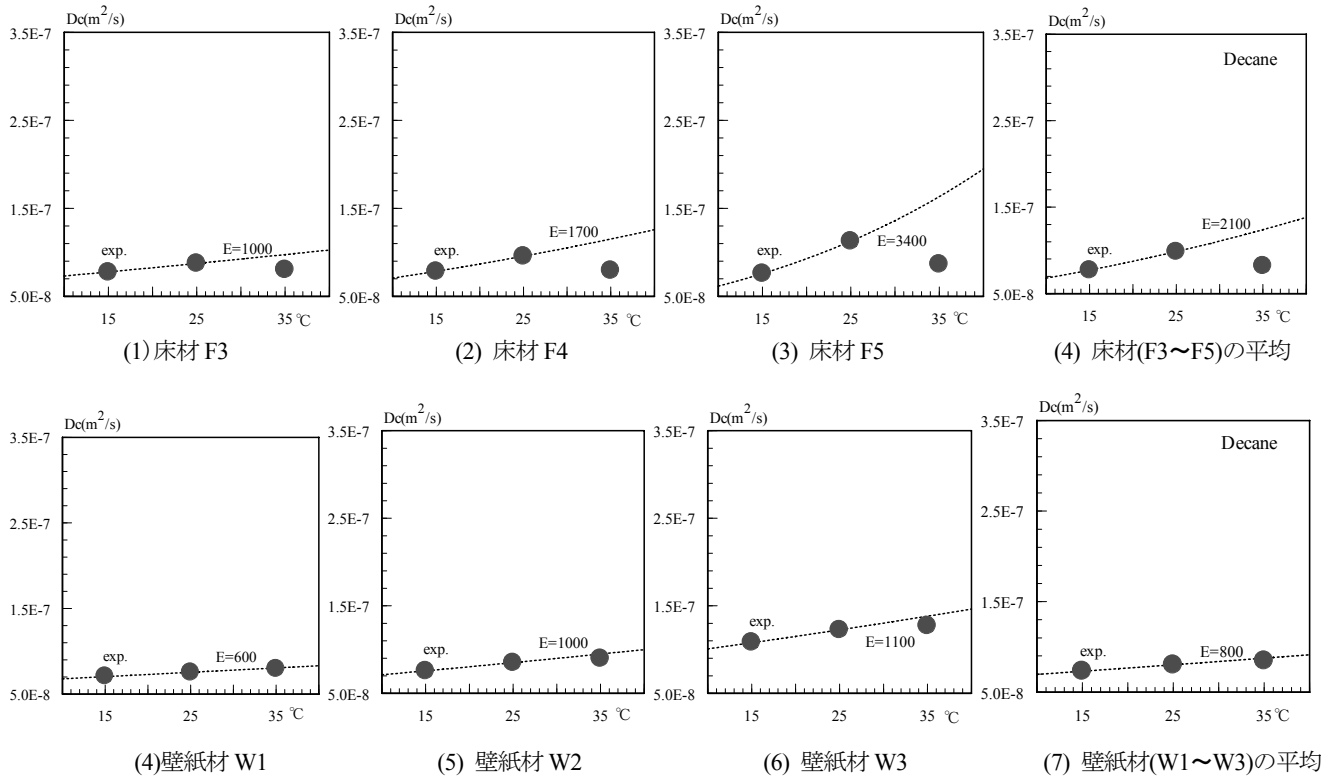 Dc(m²/s)
3.5E-7
2.5E-7
1.5E-7
5.0E-8
exp.
E=1000
15
25
35 ℃
(1)床材 F3
Dc(m²/s)
3.5E-7
2.5E-7
1.5E-7
5.0E-8
exp.
E=1700
15
25
35 ℃
(2) 床材 F4
Dc(m²/s)
3.5E-7
2.5E-7
1.5E-7
5.0E-8
exp.
E=3400
15
25
35 ℃
(3) 床材 F5
Dc(m²/s)
3.5E-7
Decane
2.5E-7
1.5E-7
5.0E-8
exp.
E=2100
15
25
35 ℃
(4) 床材(F3〜F5)の平均
Dc(m²/s)
3.5E-7
2.5E-7
1.5E-7
5.0E-8
exp.
E=600
15
25
35 ℃
(4)壁紙材 W1
Dc(m²/s)
3.5E-7
2.5E-7
1.5E-7
5.0E-8
exp.
E=1000
15
25
35 ℃
(5) 壁紙材 W2
Dc(m²/s)
3.5E-7
2.5E-7
1.5E-7
5.0E-8
exp.
E=1100
15
25
35 ℃
(6) 壁紙材 W3
Dc(m²/s)
3.5E-7
Decane
2.5E-7
1.5E-7
5.0E-8
exp.
E=800
15
25
35 ℃
(7) 壁紙材(W1〜W3)の平均